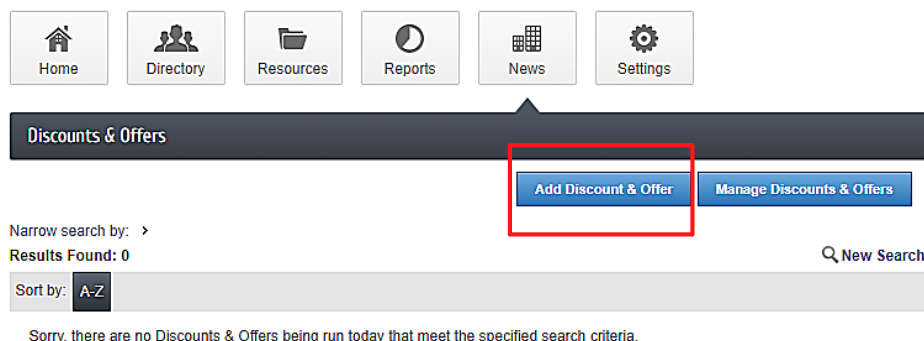 Home Directory Resources Reports News Settings
Discounts & Offers
Add Discount & Offer Manage Discounts & Offers
Narrow search by: >
Results Found: 0 New Search
Sort by: A-Z
Sorry, there are no Discounts & Offers being run today that meet the specified search criteria.